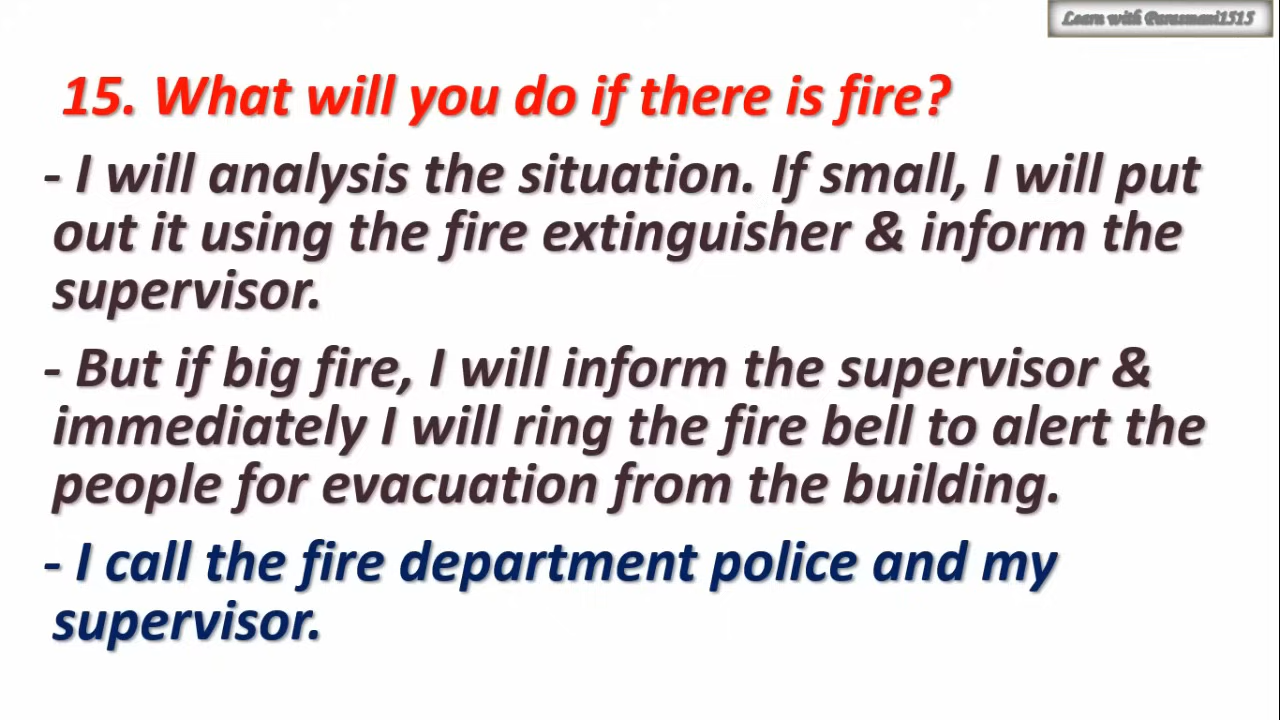 Learn with Parasmani1515
15. What will you do if there is fire?
- I will analysis the situation. If small, I will put
out it using the fire extinguisher & inform the
supervisor.
- But if big fire, I will inform the supervisor &
immediately I will ring the fire bell to alert the
people for evacuation from the building.
- I call the fire department police and my
supervisor.